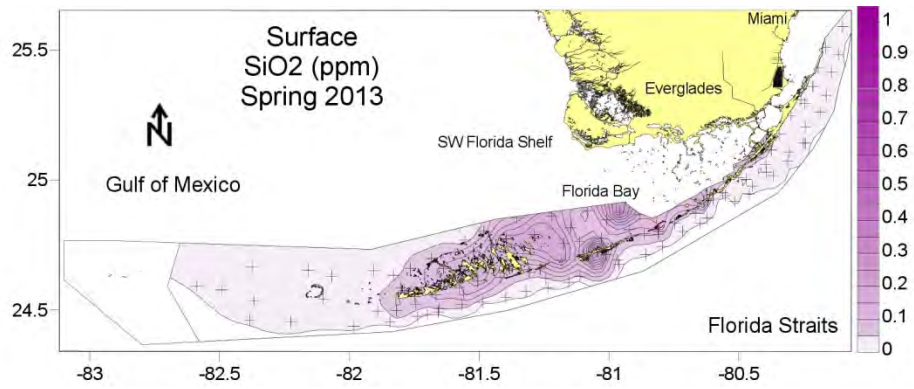 Surface
SiO2 (ppm)
Spring 2013
N
Gulf of Mexico
Miami
Everglades
SW Florida Shelf
Florida Bay
Florida Straits
25.5
25
24.5
-83
-82.5
-82
-81.5
-81
-80.5
1
0.9
0.8
0.7
0.6
0.5
0.4
0.3
0.2
0.1
0